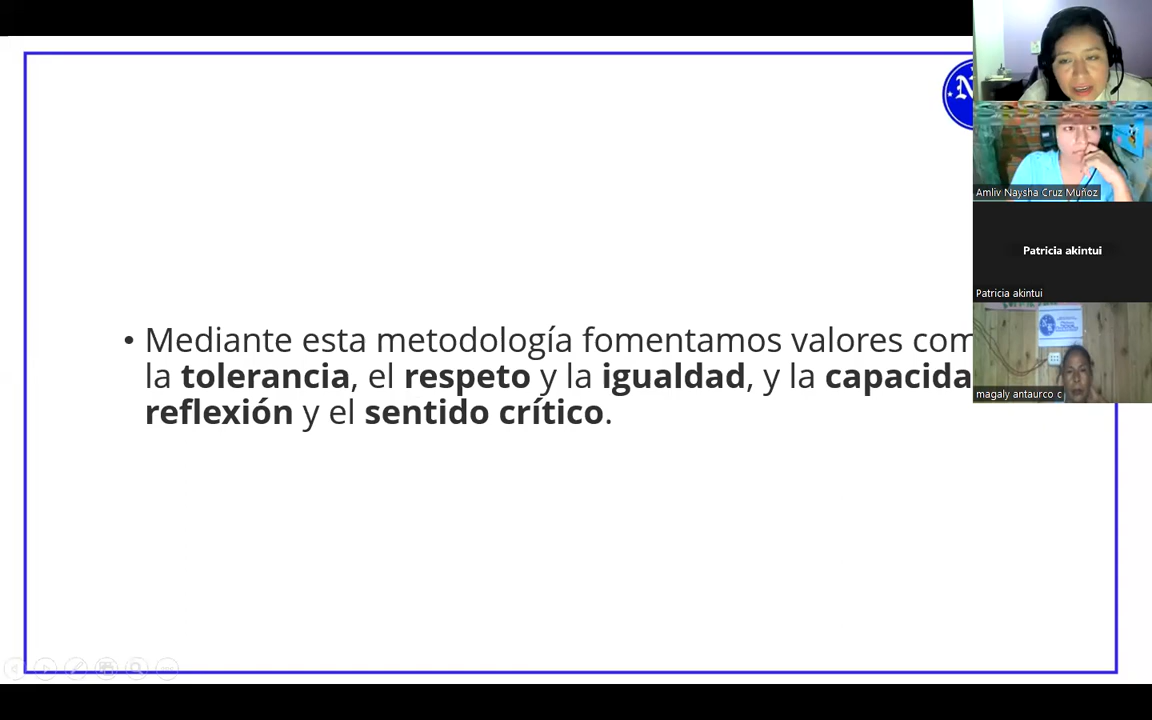 • Mediante esta metodología fomentamos valores com
la tolerancia, el respeto y la igualdad, y la capacida
reflexión y el sentido crítico.
Amliv Naysha Cruz Muñoz
Patricia akintui
Patricia akintui
magaly antaurco c